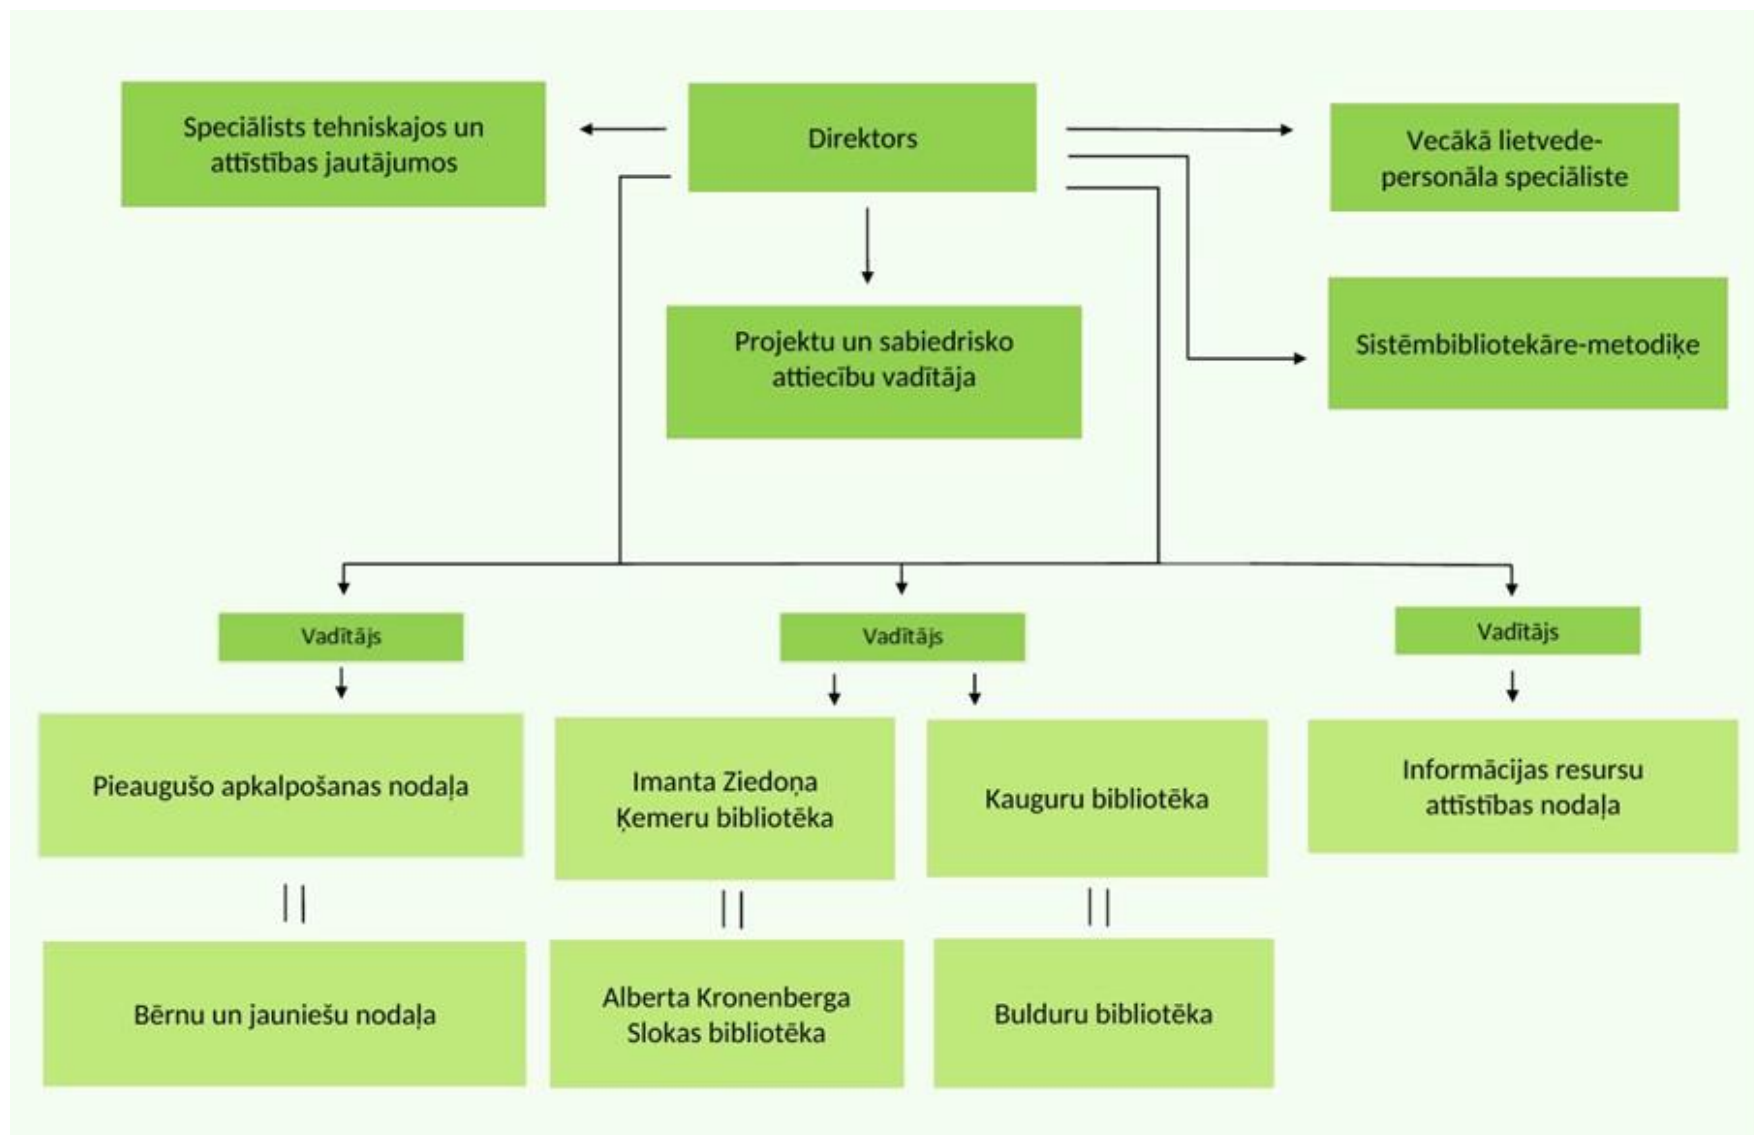 Speciālists tehniskajos un
attīstības jautājumos
Direktors
Vecākā lietvede-
personāla speciāliste
Projektu un sabiedrisko
attiecību vadītāja
Sistēmbibliotekāre-metodiķe
Vadītājs
Vadītājs
Vadītājs
Pieaugušo apkalpošanas nodaļa
Imanta Ziedoņa
Ķemeru bibliotēka
Kauguru bibliotēka
Informācijas resursu
attīstības nodaļa
Bērnu un jauniešu nodaļa
Alberta Kronenberga
Slokas bibliotēka
Bulduru bibliotēka